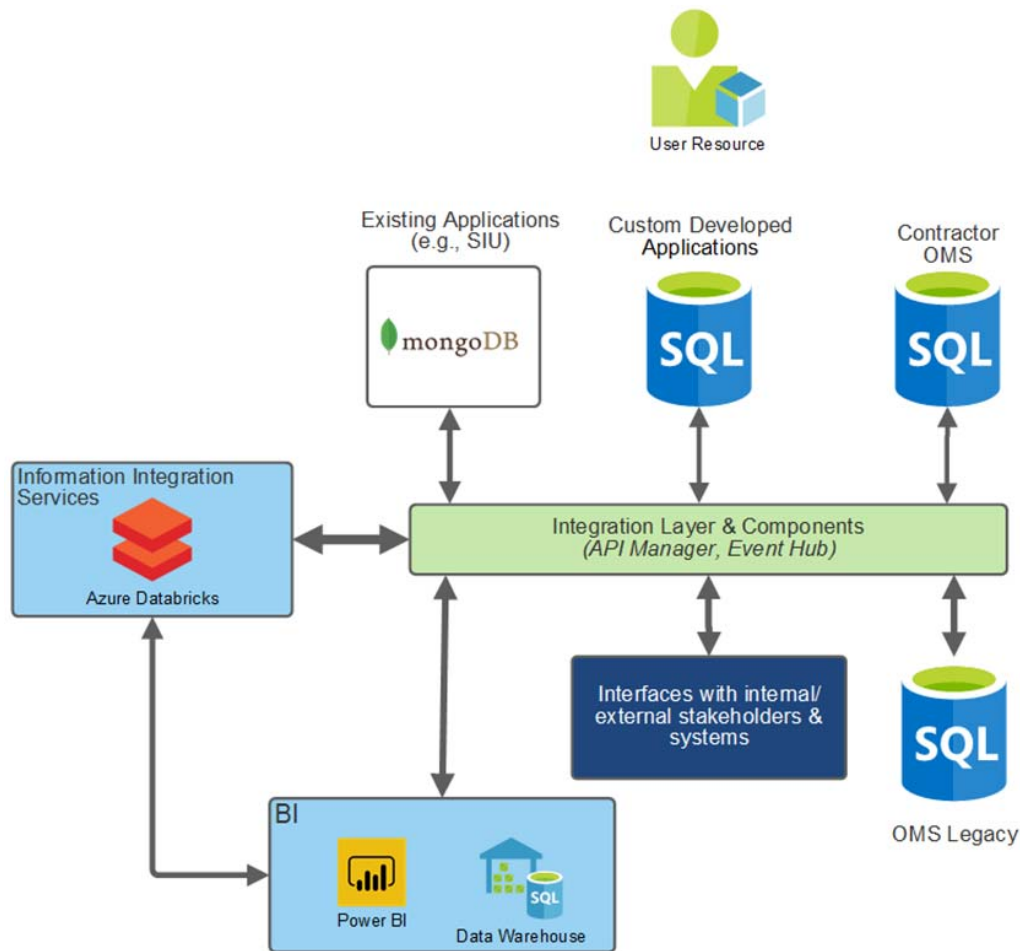 User Resource
Existing Applications
(e.g., SIU)
Custom Developed
Applications
Contractor
OMS
mongoDB
SQL
SQL
Information Integration
Services
Azure Databricks
Integration Layer & Components
(API Manager, Event Hub)
Interfaces with internal/
external stakeholders &
systems
SQL
OMS Legacy
BI
Power BI
SQL
Data Warehouse